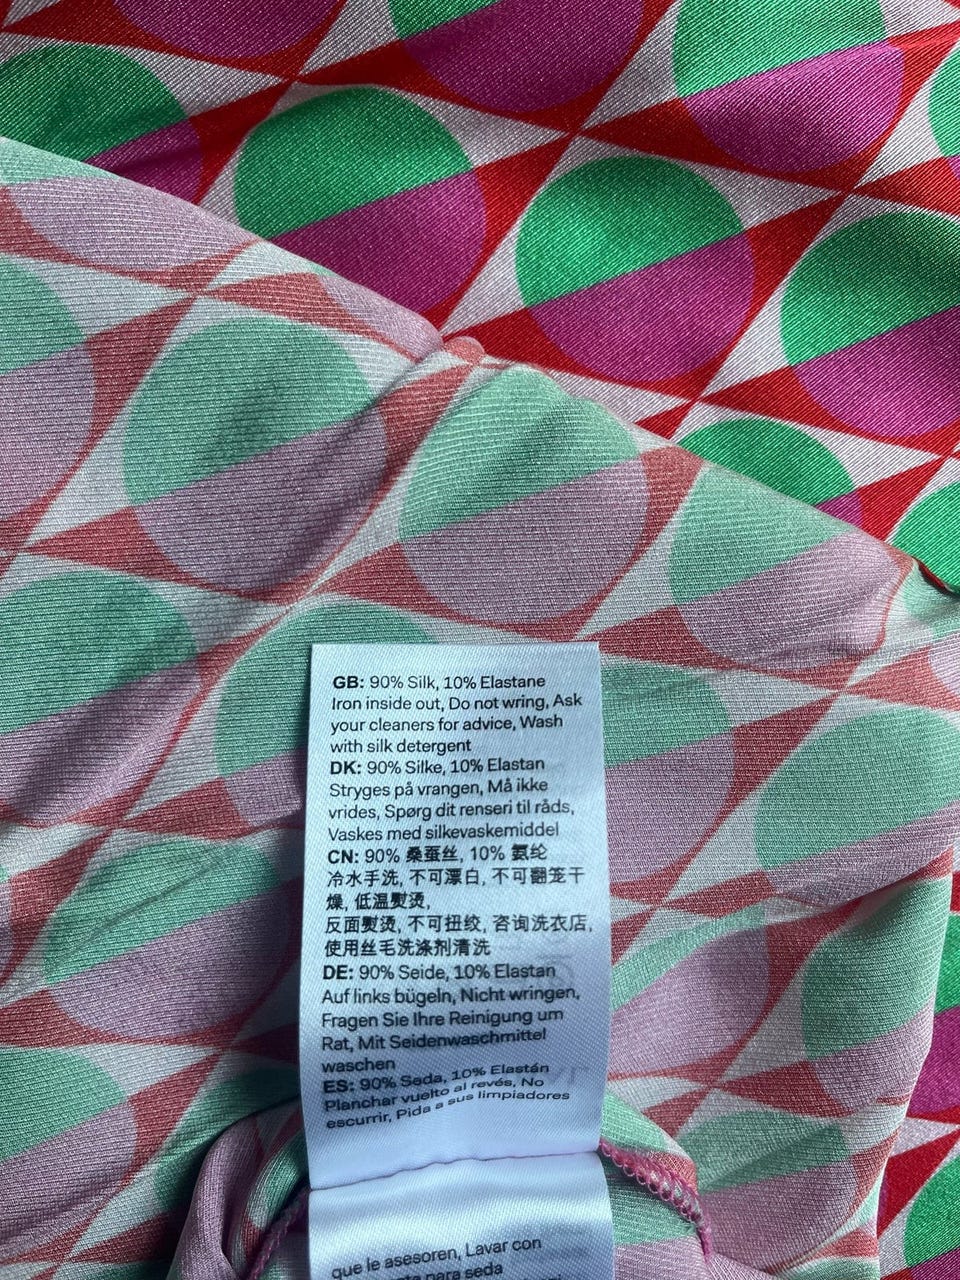 GB: 90% Silk, 10% Elastane
Iron inside out, Do not wring, Ask
your cleaners for advice, Wash
with silk detergent
DK: 90% Silke, 10% Elastan
Stryges på vrangen, Må ikke
vrides, Spørg dit renseri til råds,
Vaskes med silkevaskemiddel
CN: 90% 桑蚕丝, 10% 氨纶
冷水手洗, 不可漂白, 不可翻笼干
燥, 低温熨烫,
反面熨烫, 不可扭绞, 咨询洗衣店,
使用丝毛洗涤剂清洗
DE: 90% Seide, 10% Elastan
Auf links bügeln, Nicht wringen,
Fragen Sie Ihre Reinigung um
Rat, Mit Seidenwaschmittel
waschen
ES: 90% Seda, 10% Elastán
Planchar vuelto al revés, No
escurrir, Pida a sus limpiadores
que le asesoren, Lavar con
para seda